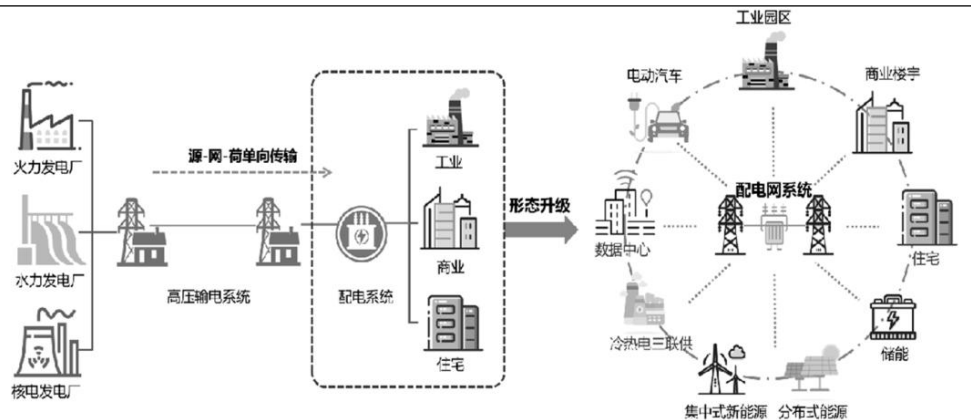 火力发电厂
水力发电厂
核电发电厂
源-网-荷单向传输
高压输电系统
配电系统
工业
商业
住宅
形态升级
工业园区
电动汽车
商业楼宇
数据中心
配电网系统
住宅
冷热电三联供
储能
集中式新能源
分布式能源